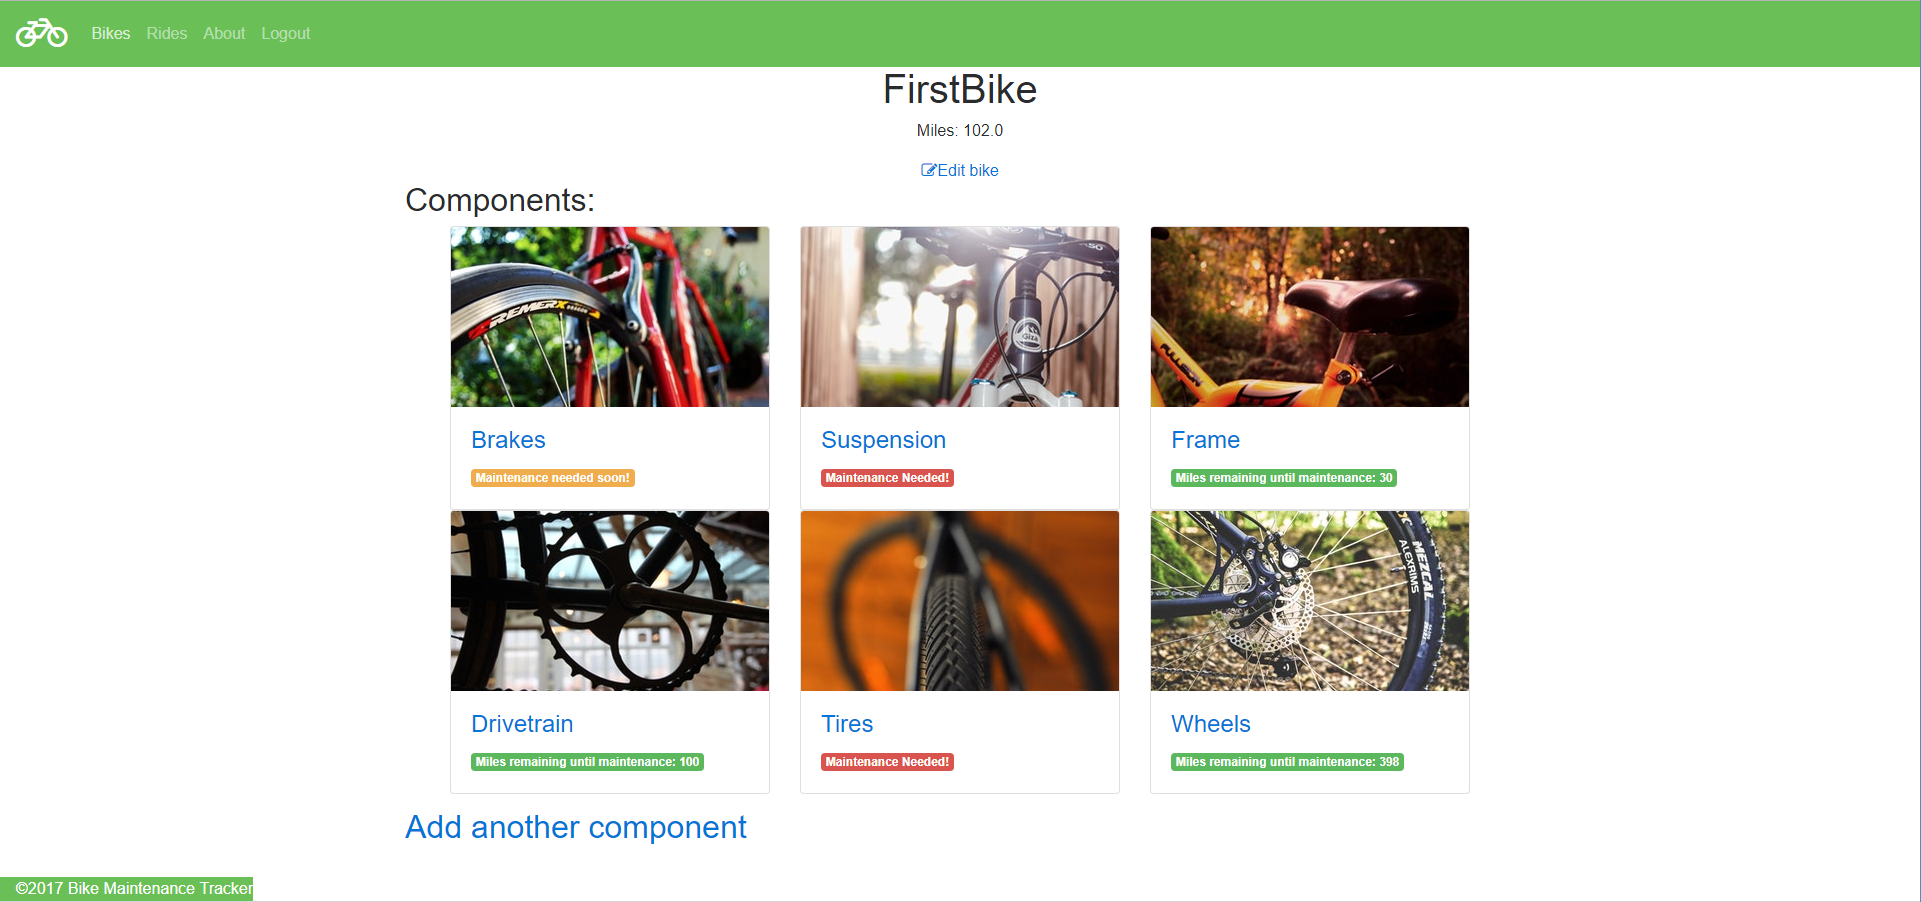 Bikes Rides About Logout
FirstBike
Miles: 102.0
Edit bike
Components:
REMERX
GIZA
FULL
Brakes
Suspension
Frame
Maintenance needed soon!
Maintenance Needed!
Miles remaining until maintenance: 30
MEZCAL
ALEXRIMS
Drivetrain
Tires
Wheels
Miles remaining until maintenance: 100
Maintenance Needed!
Miles remaining until maintenance: 398
Add another component
©2017 Bike Maintenance Tracker